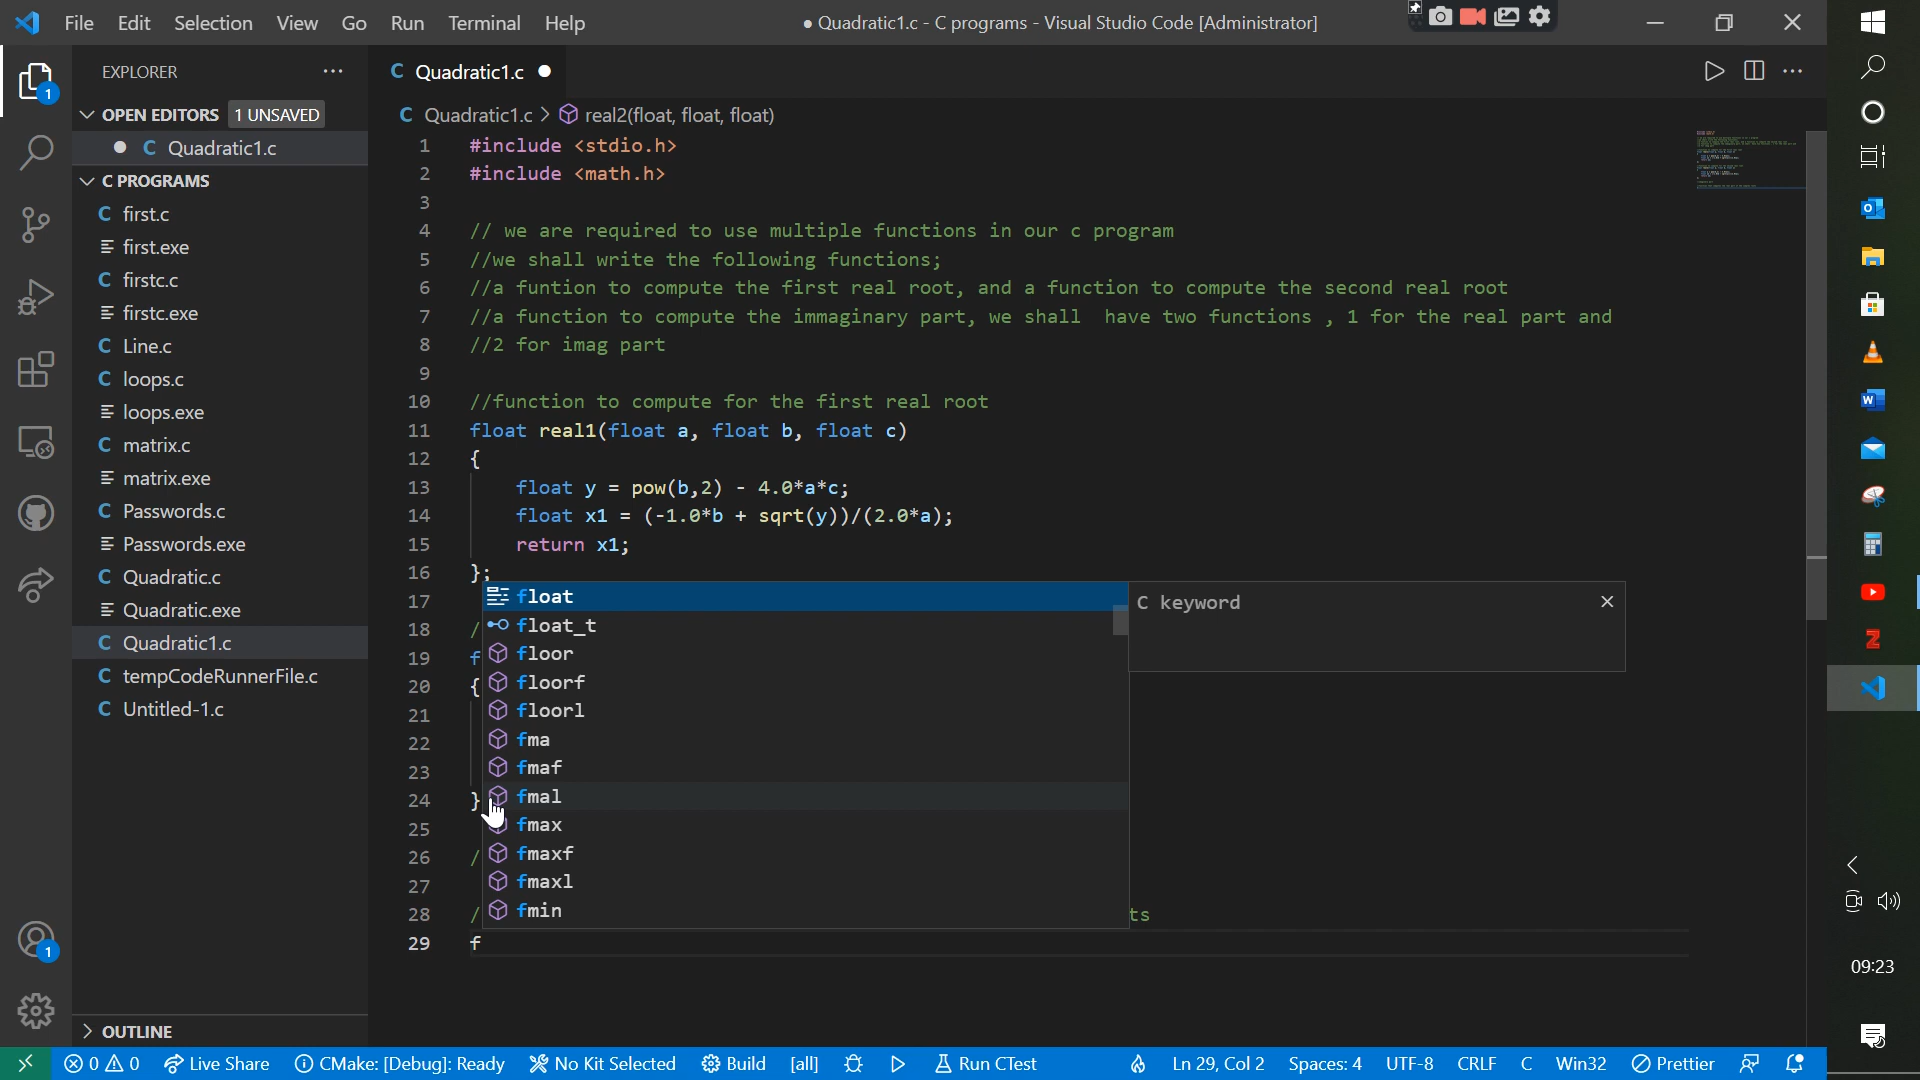 File Edit Selection View Go Run Terminal Help
● Quadratic1.c - C programs - Visual Studio Code [Administrator]
EXPLORER
OPEN EDITORS 1 UNSAVED
● C Quadratic1.c
C PROGRAMS
C first.c
first.exe
C firstc.c
firstc.exe
C Line.c
C loops.c
loops.exe
C matrix.c
matrix.exe
C Passwords.c
Passwords.exe
C Quadratic.c
Quadratic.exe
C Quadratic1.c
C tempCodeRunnerFile.c
C Untitled-1.c
OUTLINE
1
1
C Quadratic1.c ●
C Quadratic1.c > real2(float, float, float)
1 #include <stdio.h>
2 #include <math.h>
3
4 // we are required to use multiple functions in our c program
5 //we shall write the following functions;
6 //a funtion to compute the first real root, and a function to compute the second real root
7 //a function to compute the immaginary part, we shall  have two functions , 1 for the real part and
8 //2 for imag part
9
10 //function to compute for the first real root
11 float real1(float a, float b, float c)
12 {
13 float y = pow(b,2) - 4.0*a*c;
14 float x1 = (-1.0*b + sqrt(y))/(2.0*a);
15 return x1;
16 };
17
18 /
19 f
20 {
21
22
23
24 }
25
26 /
27
28 / ts
29 f
float
float_t
floor
floorf
floorl
fma
fmaf
fmal
fmax
fmaxf
fmaxl
fmin
C keyword
0 0 Live Share CMake: [Debug]: Ready No Kit Selected Build [all] Run CTest Ln 29, Col 2 Spaces: 4 UTF-8 CRLF C Win32 Prettier
09:23